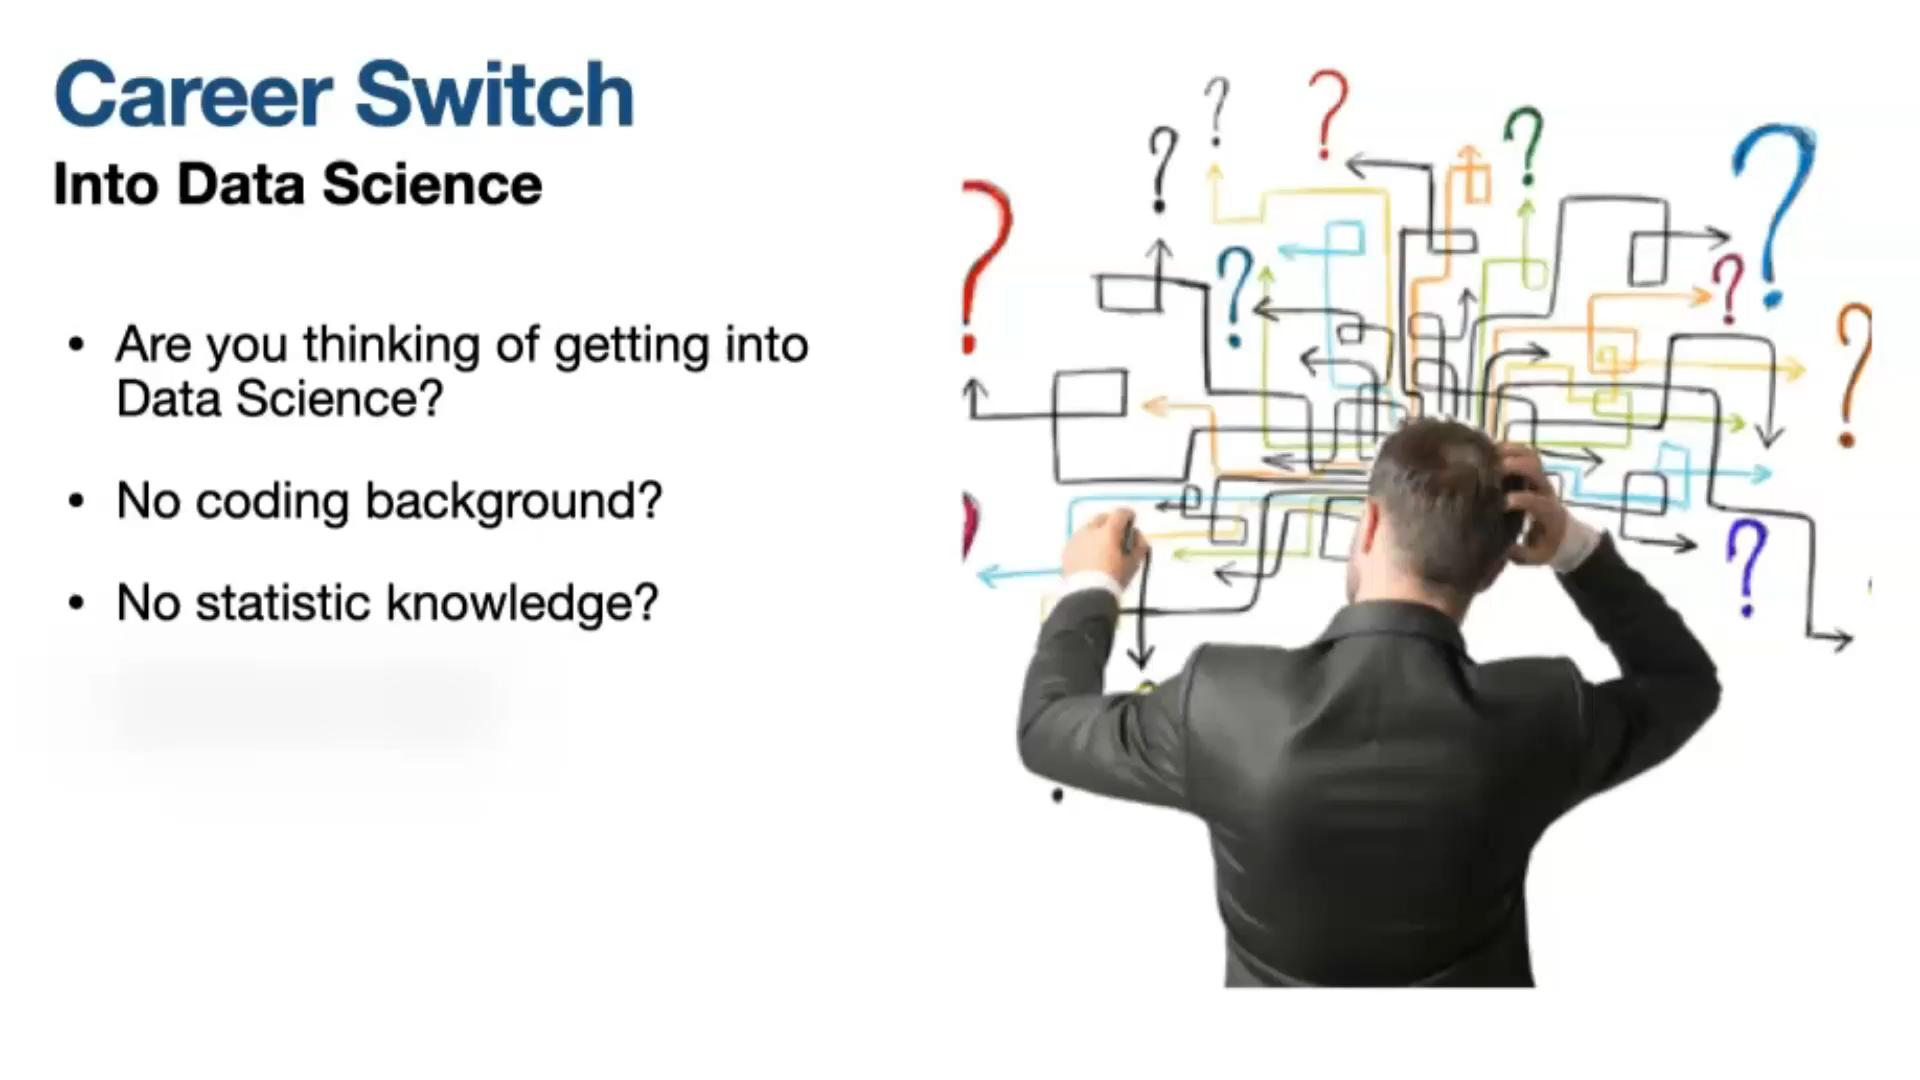 Career Switch
Into Data Science
• Are you thinking of getting into
Data Science?
• No coding background?
• No statistic knowledge?